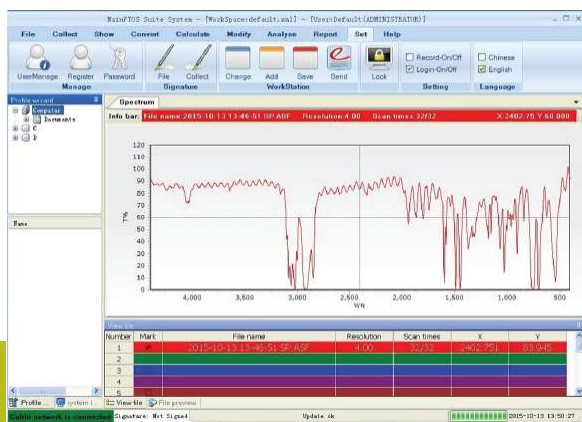 MainFTOS Suite System - [WorkSpace:default.xml] - [User:Default(ADMINISTRATOR)]
File Collect Show Convert Calculate Modify Analyse Report Set Help
UserManage Register Password File Collect Change Add Save Send Lock
Record-On/Off Chinese
Login-On/Off English
Manage Signature WorkStation Setting Language
Profile wizard
Spectrum
Computer
Documents
C
D
Info bar: File name 2015-10-13 13-46-51 SP ASF Resolution 4.00 Scan times:32/32 X:2402.75 Y:60.000
120
110
100
90
80
70
60
50
40
30
20
10
0
T%
4,000 3,500 3,000 2,500 2,000 1,500 1,000 500
WN
Name
View file
Number Mark File name Resolution Scan times X Y
1 2015-10-13 13-46-51 SP ASF 4.00 32/32 2402.751 83.945
2
3
4
5
Profile ... system i... View file File preview
Cable network is connected Signature: Not Signed Update ok 2015-10-13 13:50:27